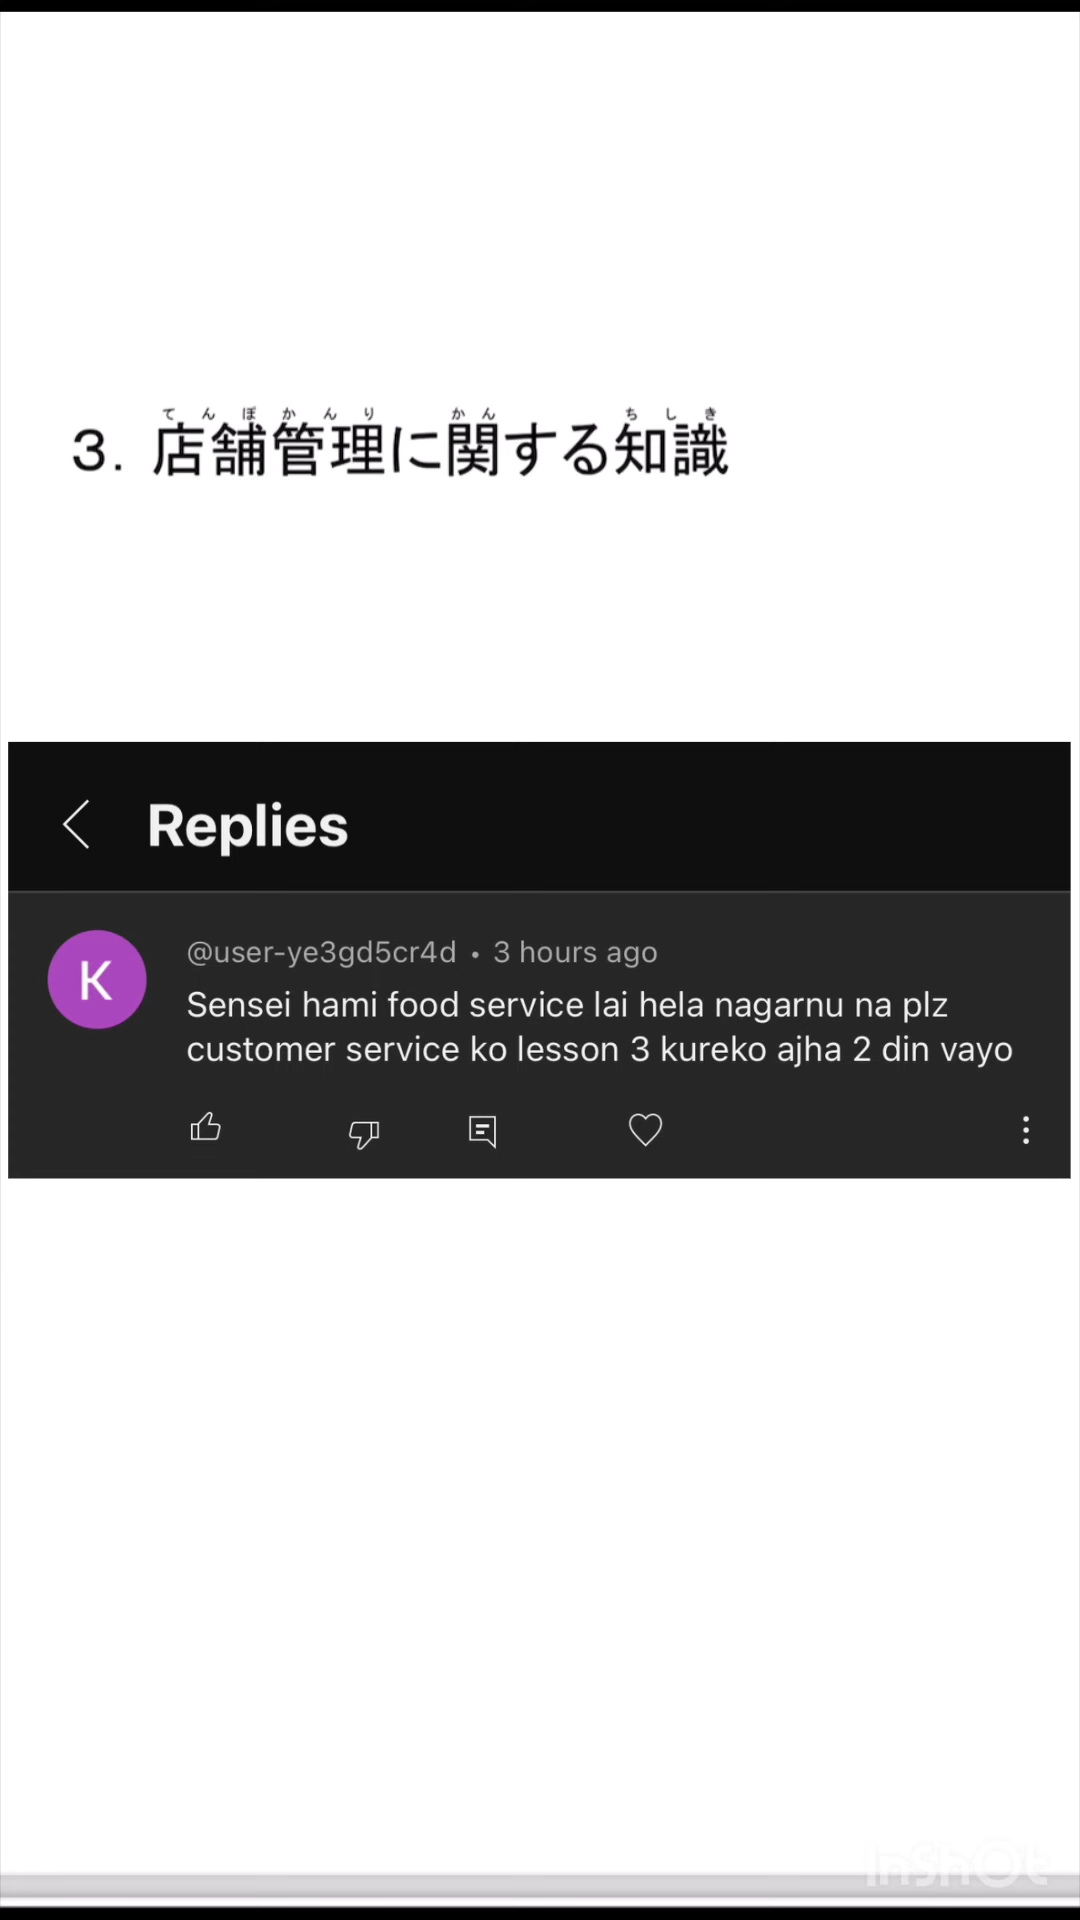 てんぽかんり かん ちしき
3. 店舗管理に関する知識
Replies
K
@user-ye3gd5cr4d • 3 hours ago
Sensei hami food service lai hela nagarnu na plz
customer service ko lesson 3 kureko ajha 2 din vayo
InShOt